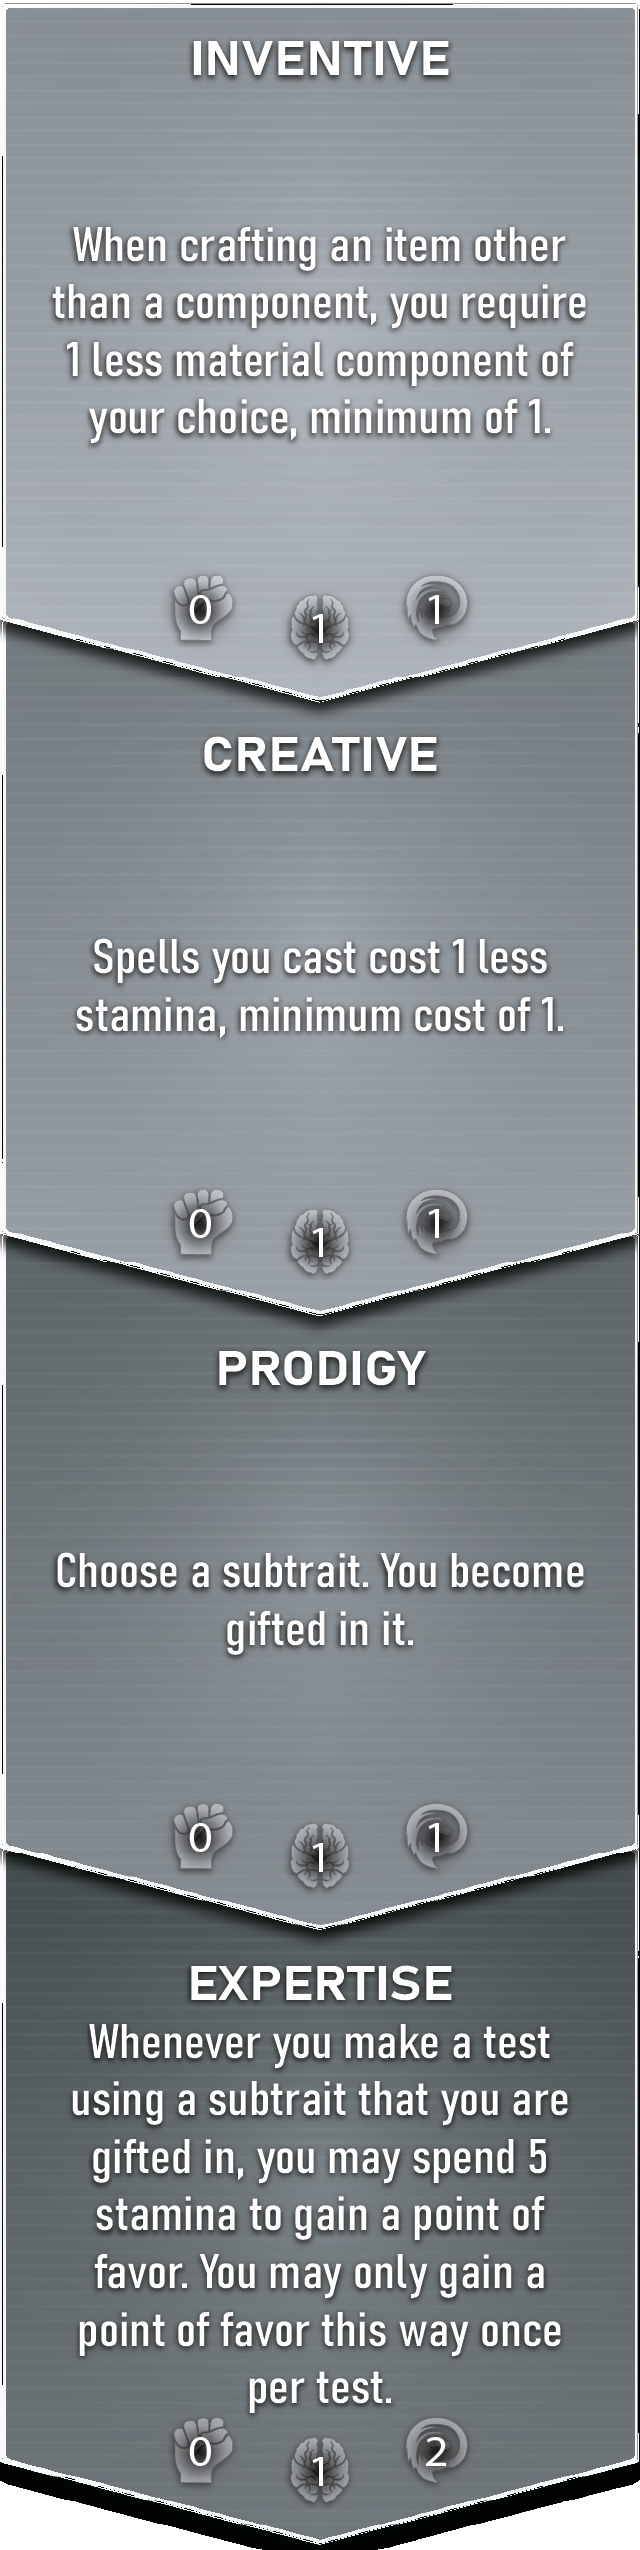 INVENTIVE
When crafting an item other
than a component, you require
1 less material component of
your choice, minimum of 1.
0 1 1
CREATIVE
Spells you cast cost 1 less
stamina, minimum cost of 1.
0 1 1
PRODIGY
Choose a subtrait. You become
gifted in it.
0 1 1
EXPERTISE
Whenever you make a test
using a subtrait that you are
gifted in, you may spend 5
stamina to gain a point of
favor. You may only gain a
point of favor this way once
per test.
0 1 2